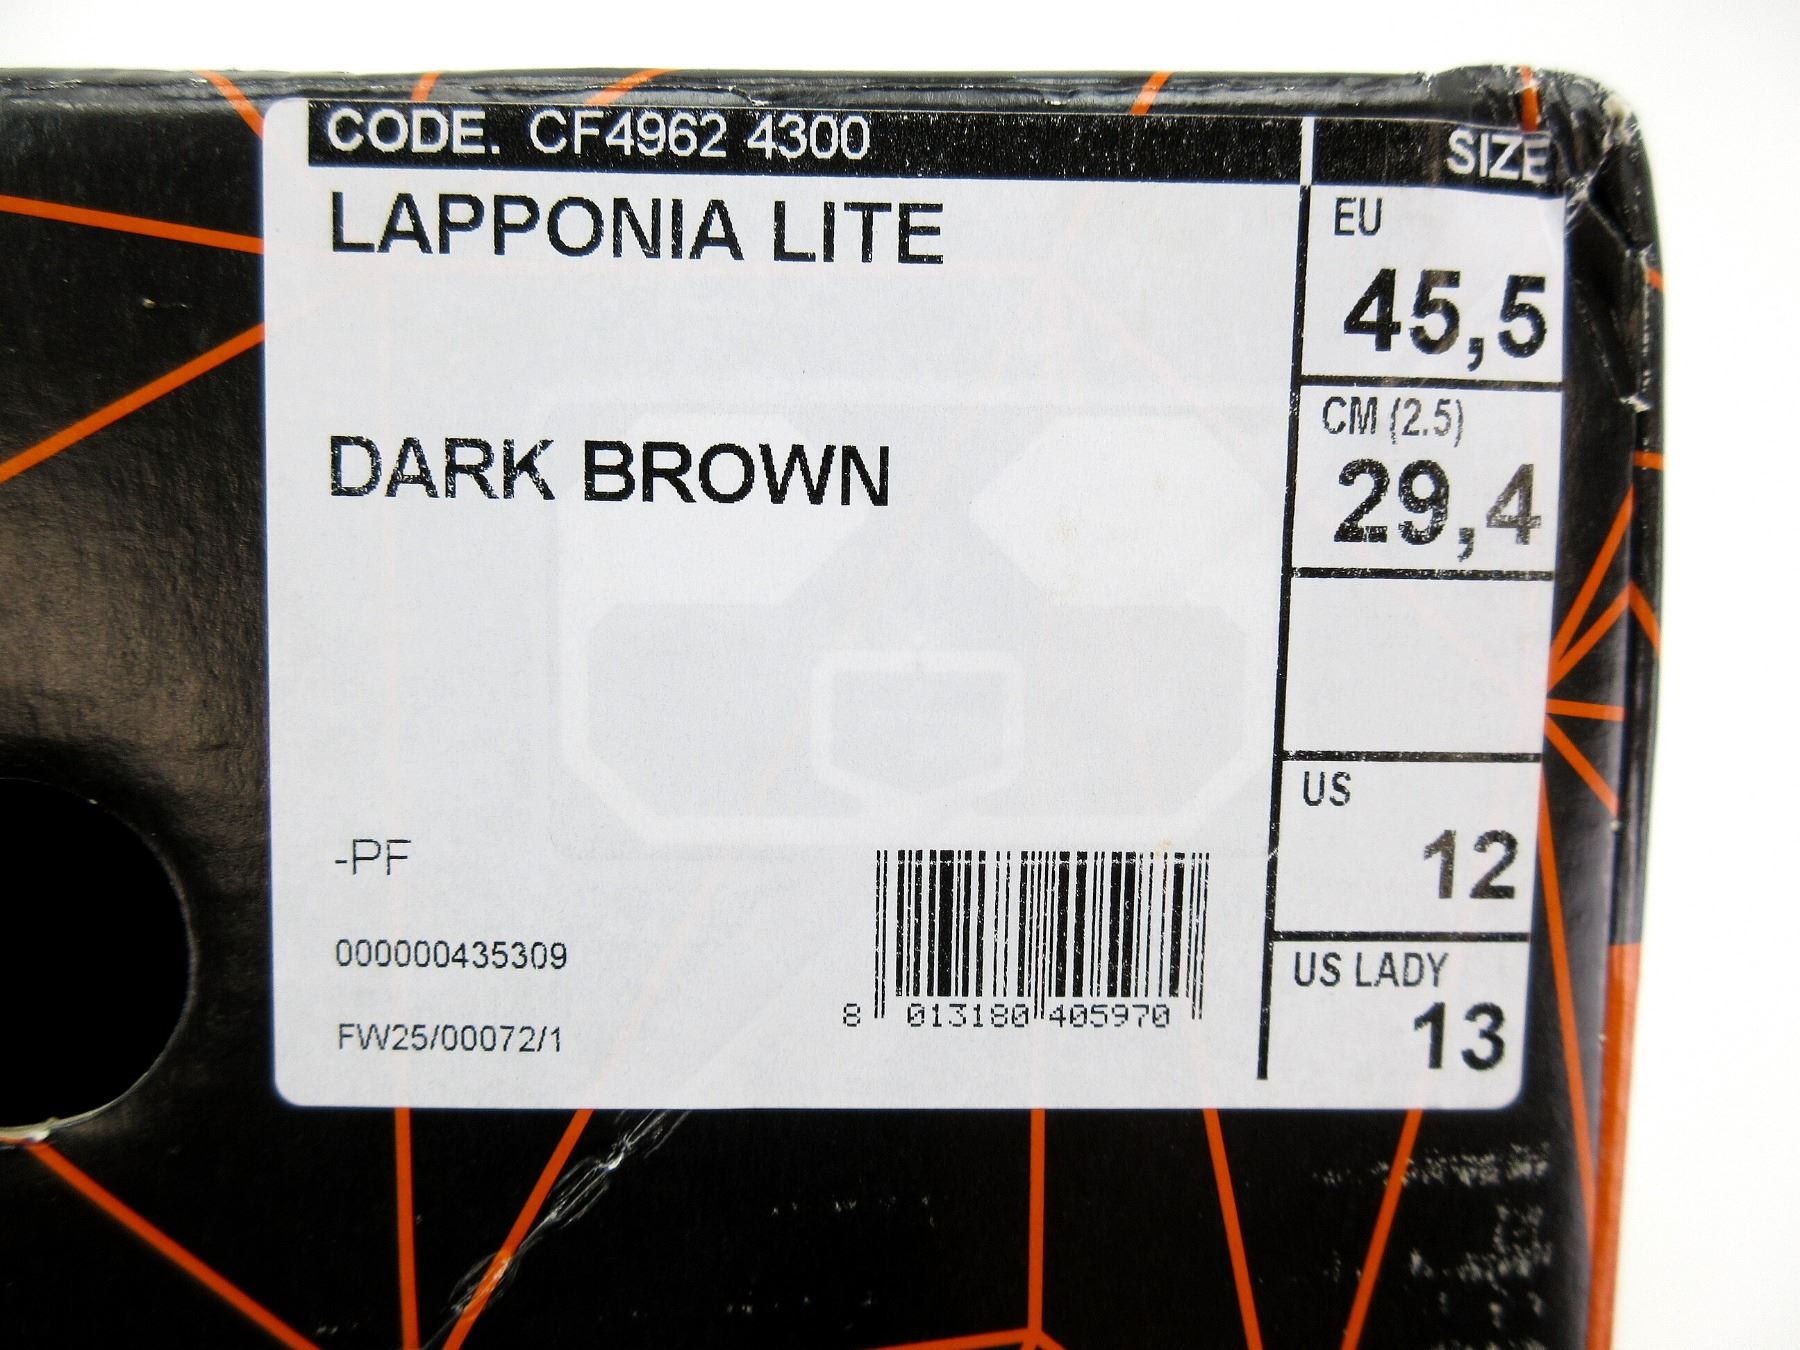 CODE. CF4962 4300
SIZE
LAPPONIA LITE
EU
45,5
DARK BROWN
CM (2.5)
29,4
US
12
-PF
000000435309
FW25/00072/1
8 013180 405970
US LADY
13